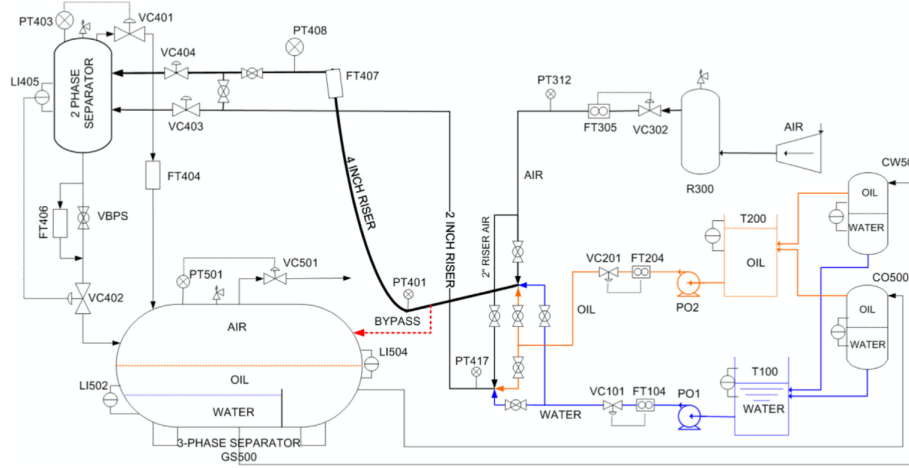 PT403
VC401
LI405
2 PHASE
SEPARATOR
VC404
PT408
FT407
VC403
FT404
FT406
VBPS
VC402
4 INCH RISER
2 INCH RISER
2" RISER AIR
AIR
PT312
FT305
VC302
R300
AIR
CW50
OIL
WATER
T200
OIL
VC201
FT204
PO2
OIL
CO500
OIL
WATER
PT501
VC501
PT401
BYPASS
AIR
OIL
WATER
LI504
LI502
3-PHASE SEPARATOR
GS500
PT417
WATER
VC101
FT104
PO1
T100
WATER